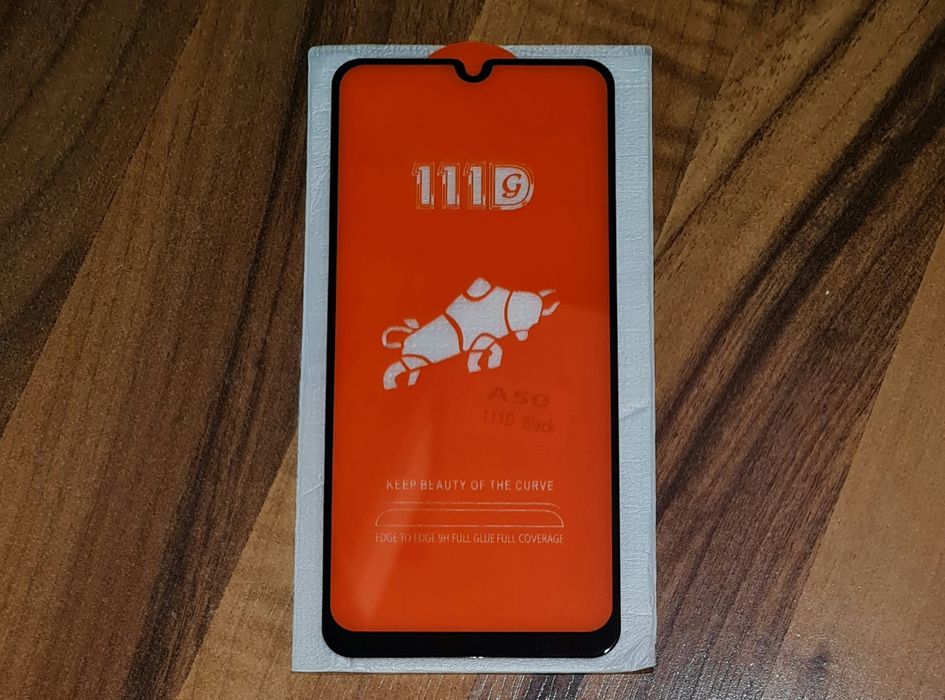 111D
G
A50
111D Black
KEEP BEAUTY OF THE CURVE
EDGE TO EDGE 9H FULL GLUE FULL COVERAGE